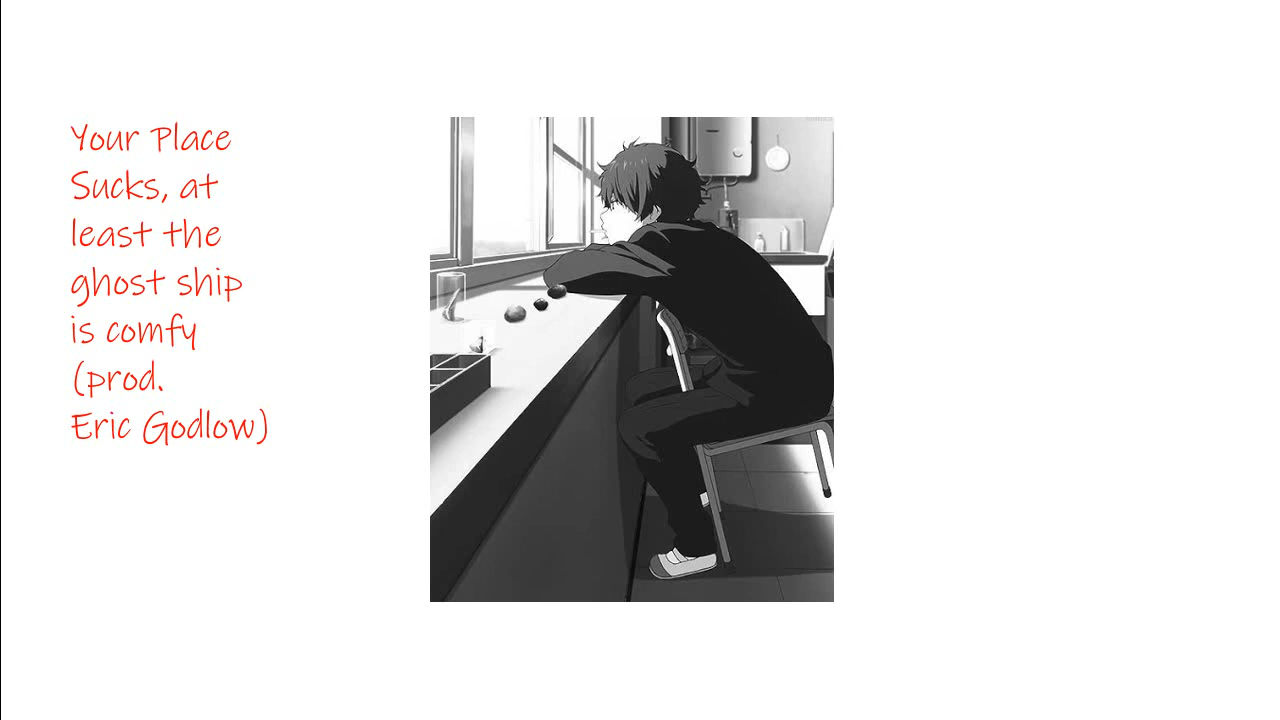 Your Place
Sucks, at
least the
ghost ship
is comfy
(prod.
Eric Godlow)